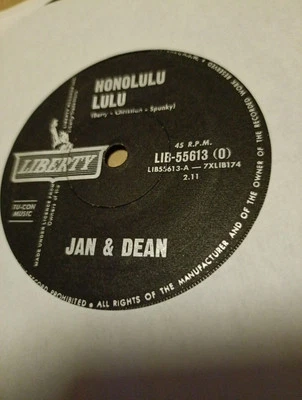 HONOLULU
LULU
(Berry - Christian - Spunky)
LIBERTY
45 R.P.M.
LIB-55613 (O)
LIB55613-A — 7XLIB174
2.11
TU-CON
MUSIC
JAN & DEAN
PROHIBITED • ALL RIGHTS OF THE MANUFACTURER AND OF THE OWNER OF THE RECORDED WORK RESERVED